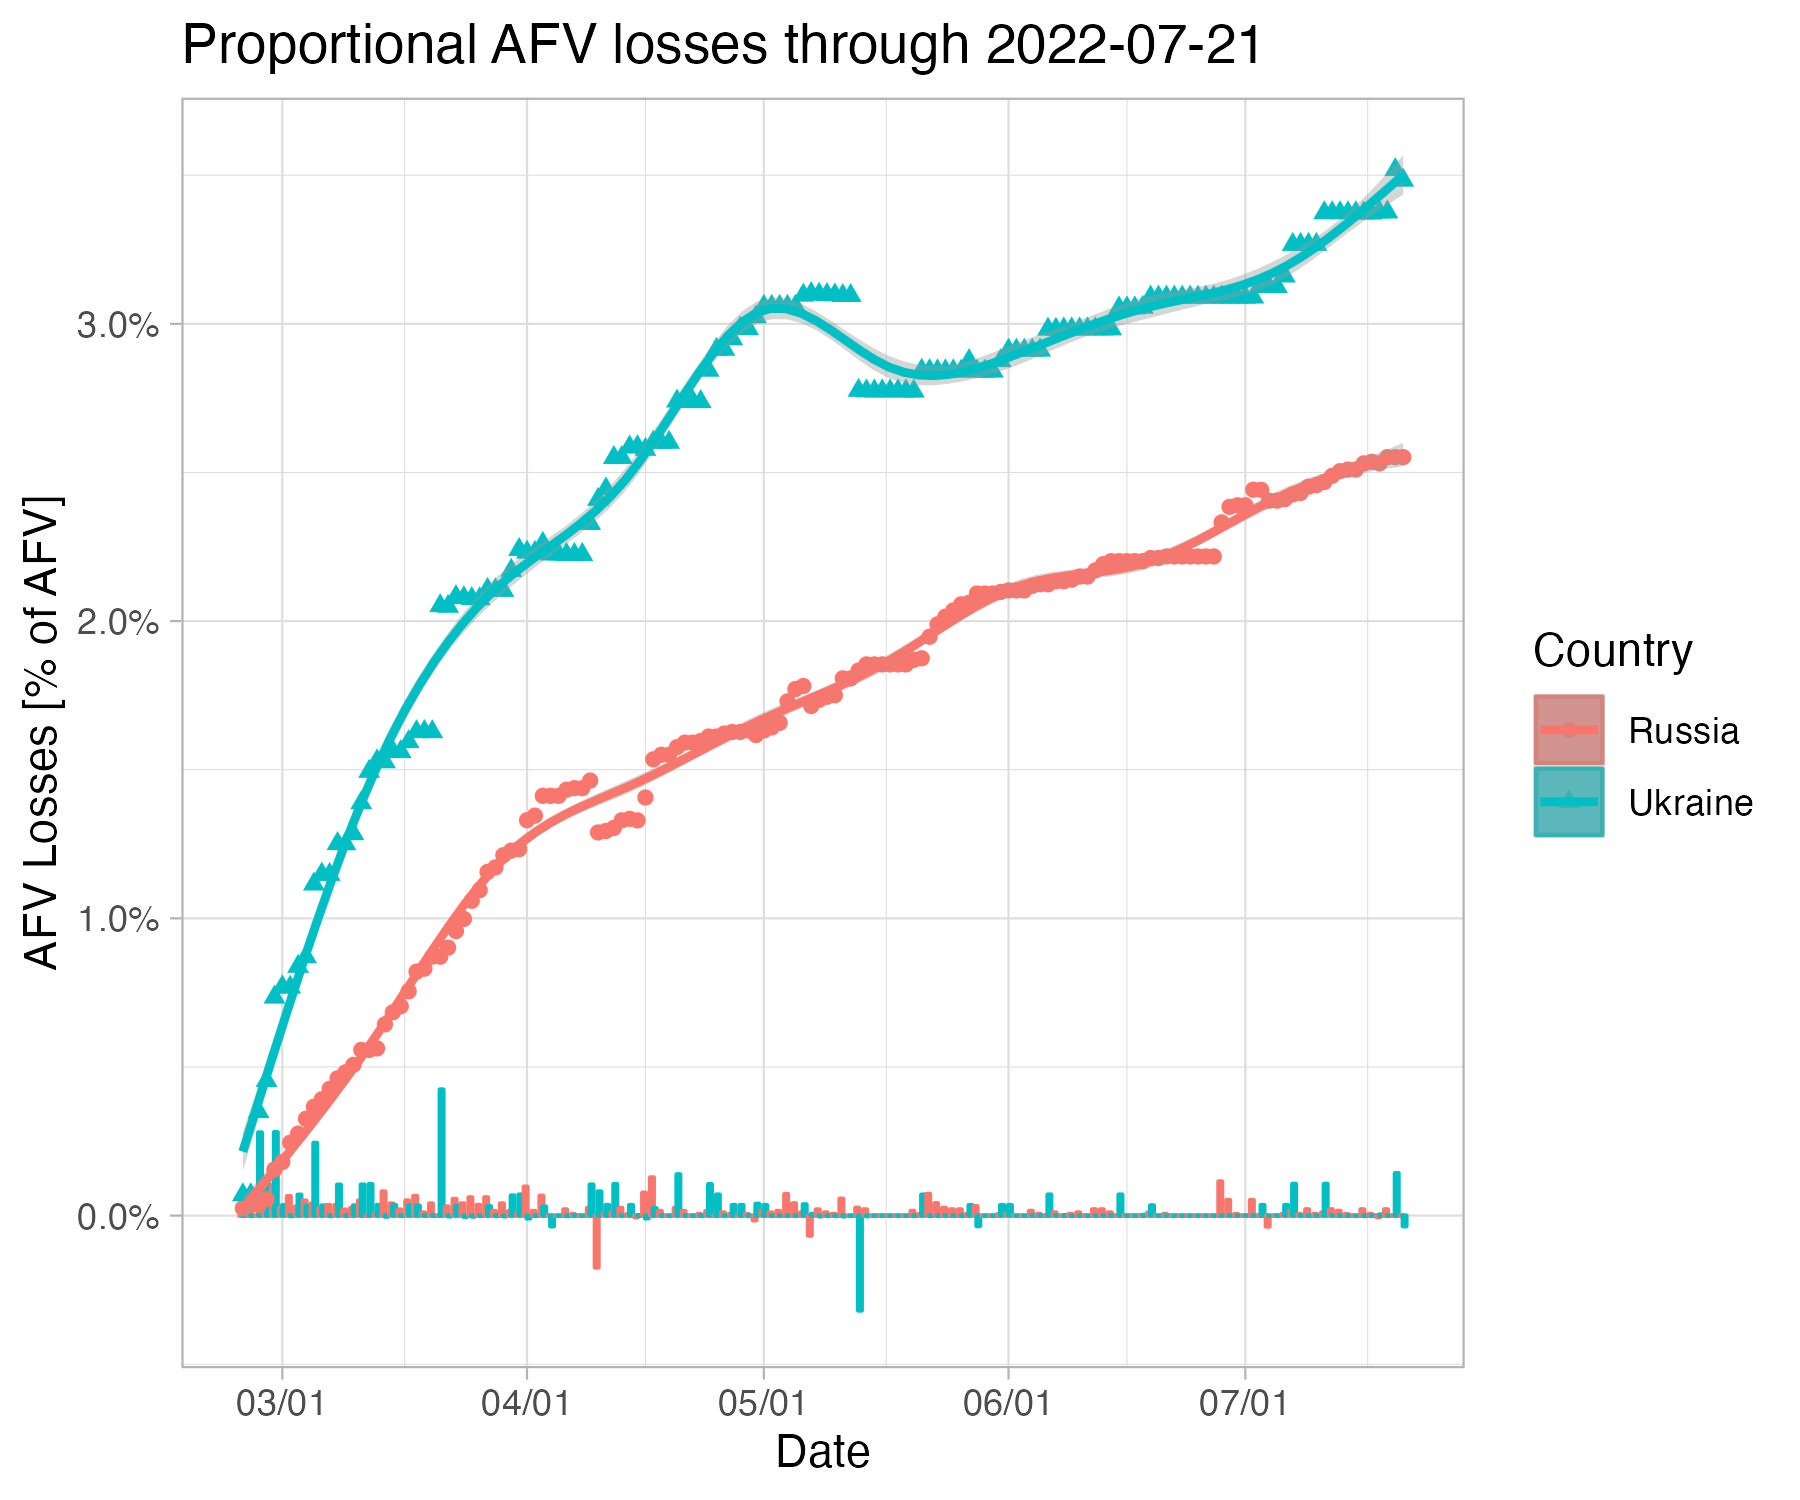 Proportional AFV losses through 2022-07-21
AFV Losses [% of AFV]
3.0%
2.0%
1.0%
0.0%
03/01
04/01
05/01
06/01
07/01
Date
Country
Russia
Ukraine